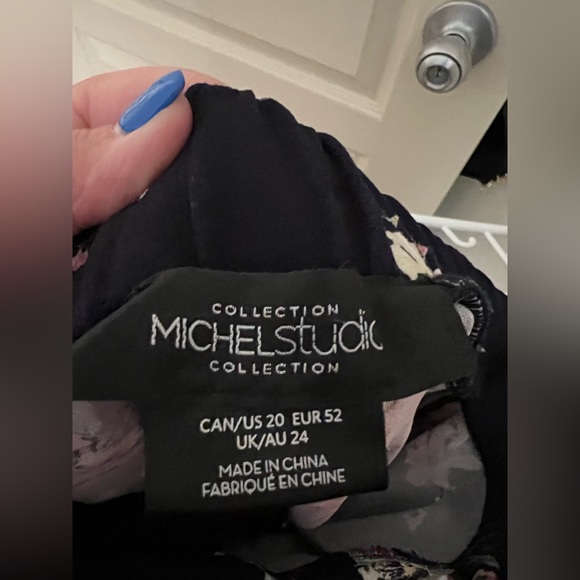 COLLECTION
MICHELstudio
COLLECTION
CAN/US 20 EUR 52
UK/AU 24
MADE IN CHINA
FABRIQUÉ EN CHINE